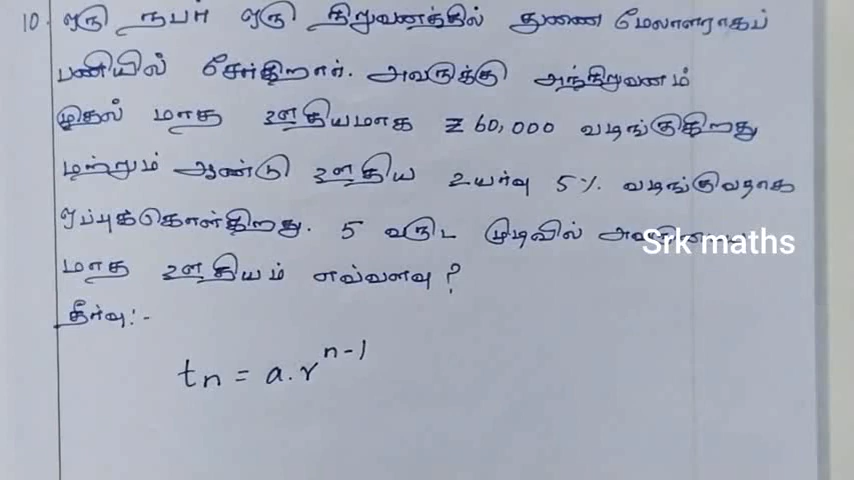 10. ஒரு நபர் ஒரு நிறுவனத்தில் துணை மேலாளராகப்
பணியில் சேர்கிறார். அவருக்கு அந்நிறுவனம்
முதல் மாத ஊதியமாக ₹ 60,000 வழங்குகிறது
மற்றும் ஆண்டு ஊதிய உயர்வு 5% வழங்குவதாக
ஒப்புக்கொள்கிறது. 5 வருட முடிவில்
Srk maths
மாத ஊதியம் எவ்வளவு?
தீர்வு:-
tn = a.r^n-1